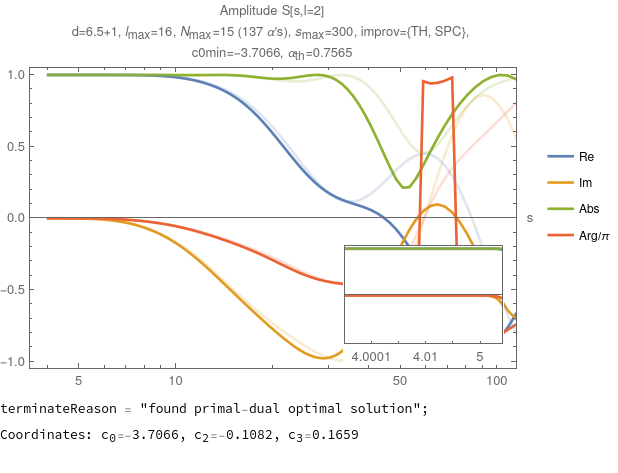 Amplitude S[s,l=2]
d=6.5+1, lmax=16, Nmax=15 (137 α's), smax=300, improv={TH, SPC},
c0min=−3.7066, αth=0.7565
1.0
0.5
0.0
−0.5
−1.0
5
10
50
100
s
4.0001
4.01
5
Re
Im
Abs
Arg/π
terminateReason = "found primal-dual optimal solution";
Coordinates: c0=−3.7066, c2=−0.1082, c3=0.1659